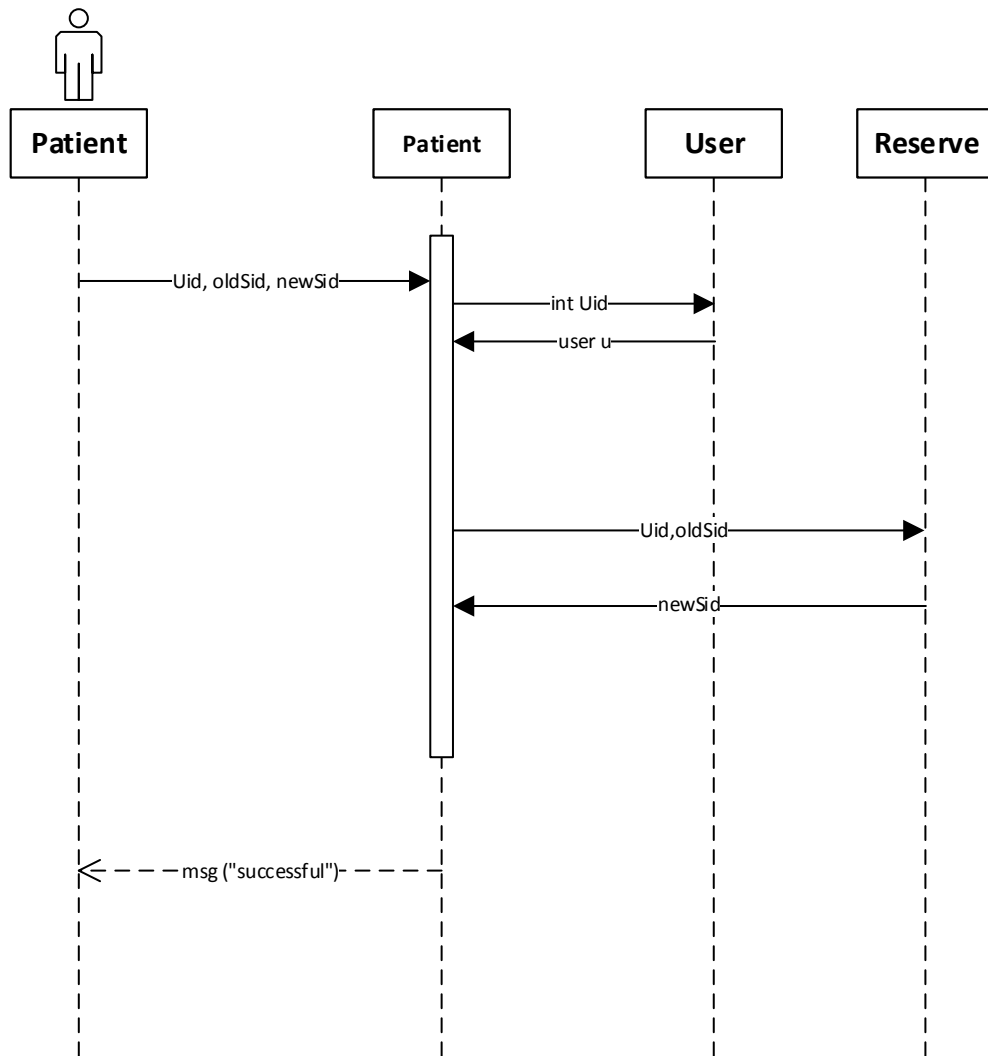 Patient
Patient
User
Reserve
Uid, oldSid, newSid
int Uid
user u
Uid,oldSid
newSid
msg ("successful")